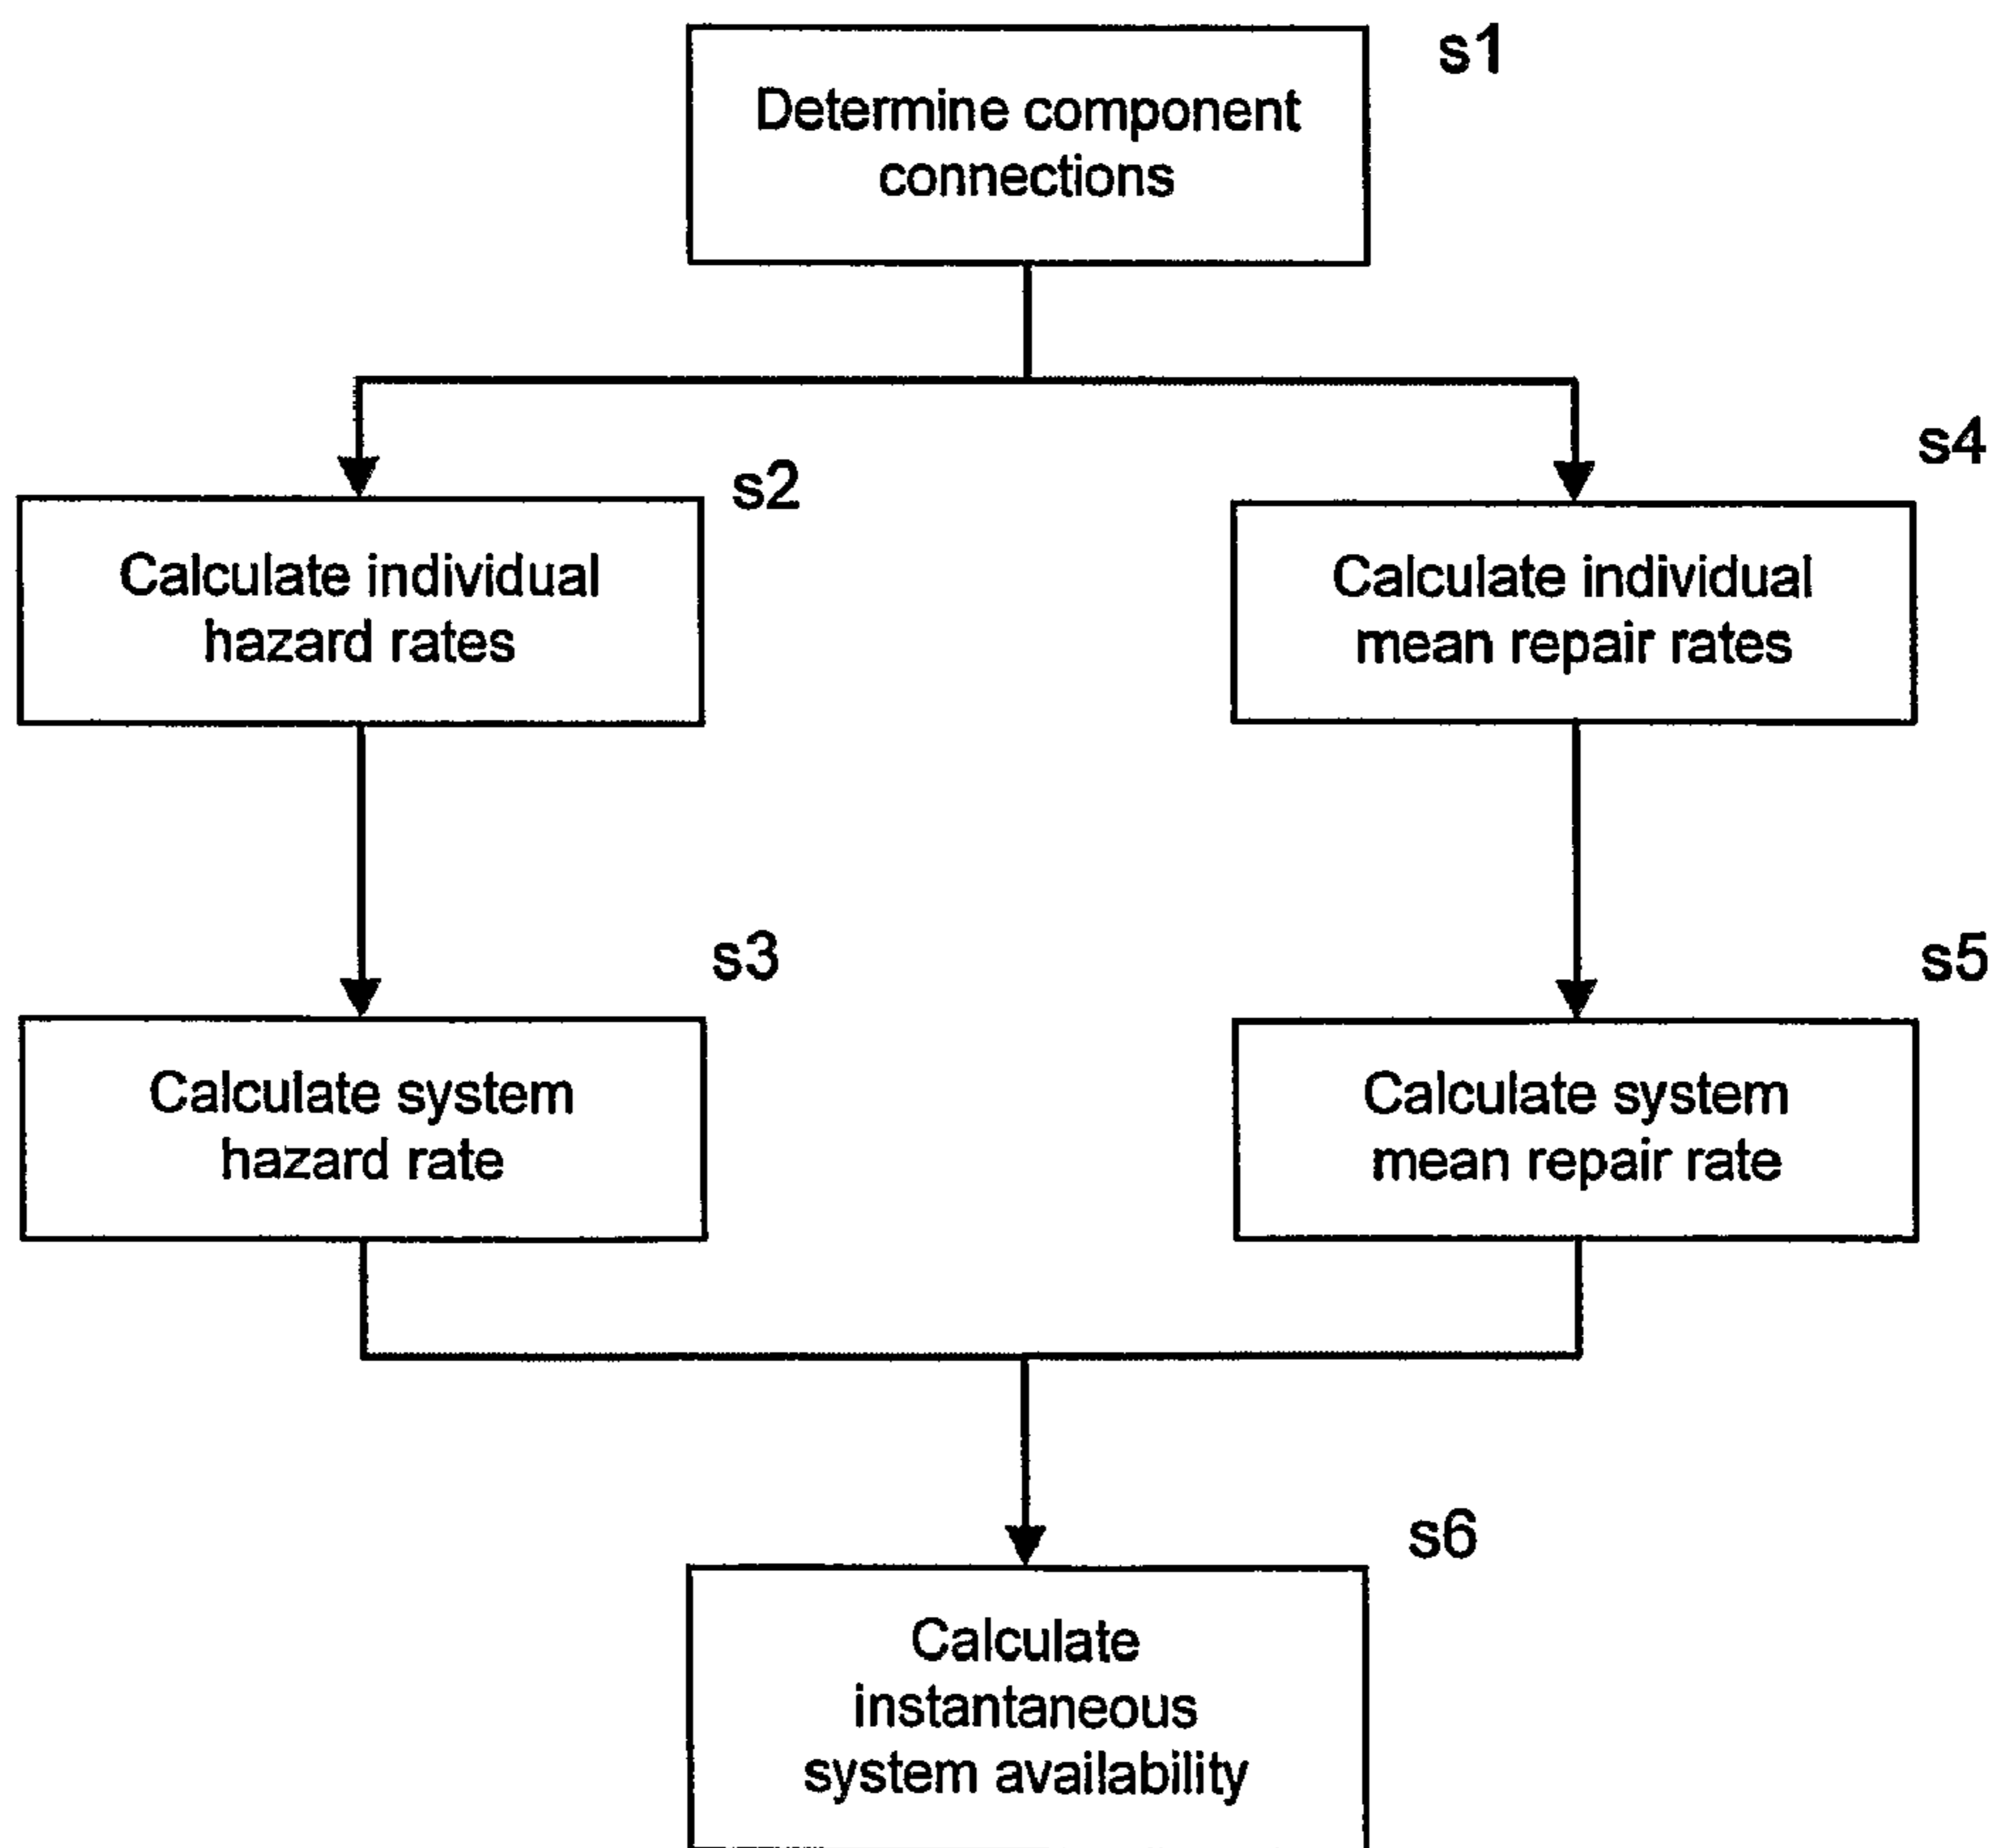 s1
Determine component
connections
s2
Calculate individual
hazard rates
s4
Calculate individual
mean repair rates
s3
Calculate system
hazard rate
s5
Calculate system
mean repair rate
s6
Calculate
instantaneous
system availability